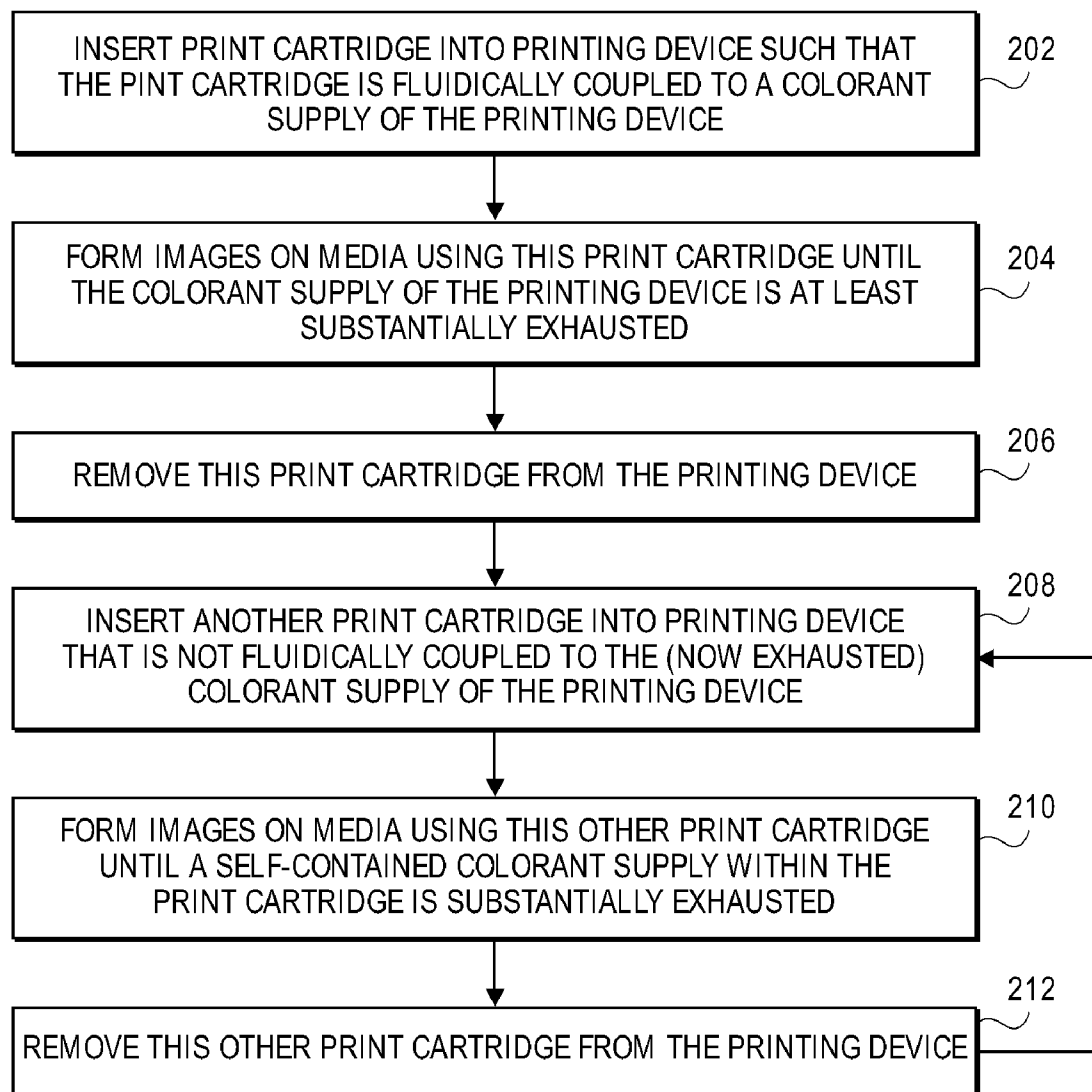 INSERT PRINT CARTRIDGE INTO PRINTING DEVICE SUCH THAT
THE PINT CARTRIDGE IS FLUIDICALLY COUPLED TO A COLORANT
SUPPLY OF THE PRINTING DEVICE
202
FORM IMAGES ON MEDIA USING THIS PRINT CARTRIDGE UNTIL
THE COLORANT SUPPLY OF THE PRINTING DEVICE IS AT LEAST
SUBSTANTIALLY EXHAUSTED
204
REMOVE THIS PRINT CARTRIDGE FROM THE PRINTING DEVICE
206
INSERT ANOTHER PRINT CARTRIDGE INTO PRINTING DEVICE
THAT IS NOT FLUIDICALLY COUPLED TO THE (NOW EXHAUSTED)
COLORANT SUPPLY OF THE PRINTING DEVICE
208
FORM IMAGES ON MEDIA USING THIS OTHER PRINT CARTRIDGE
UNTIL A SELF-CONTAINED COLORANT SUPPLY WITHIN THE
PRINT CARTRIDGE IS SUBSTANTIALLY EXHAUSTED
210
REMOVE THIS OTHER PRINT CARTRIDGE FROM THE PRINTING DEVICE
212